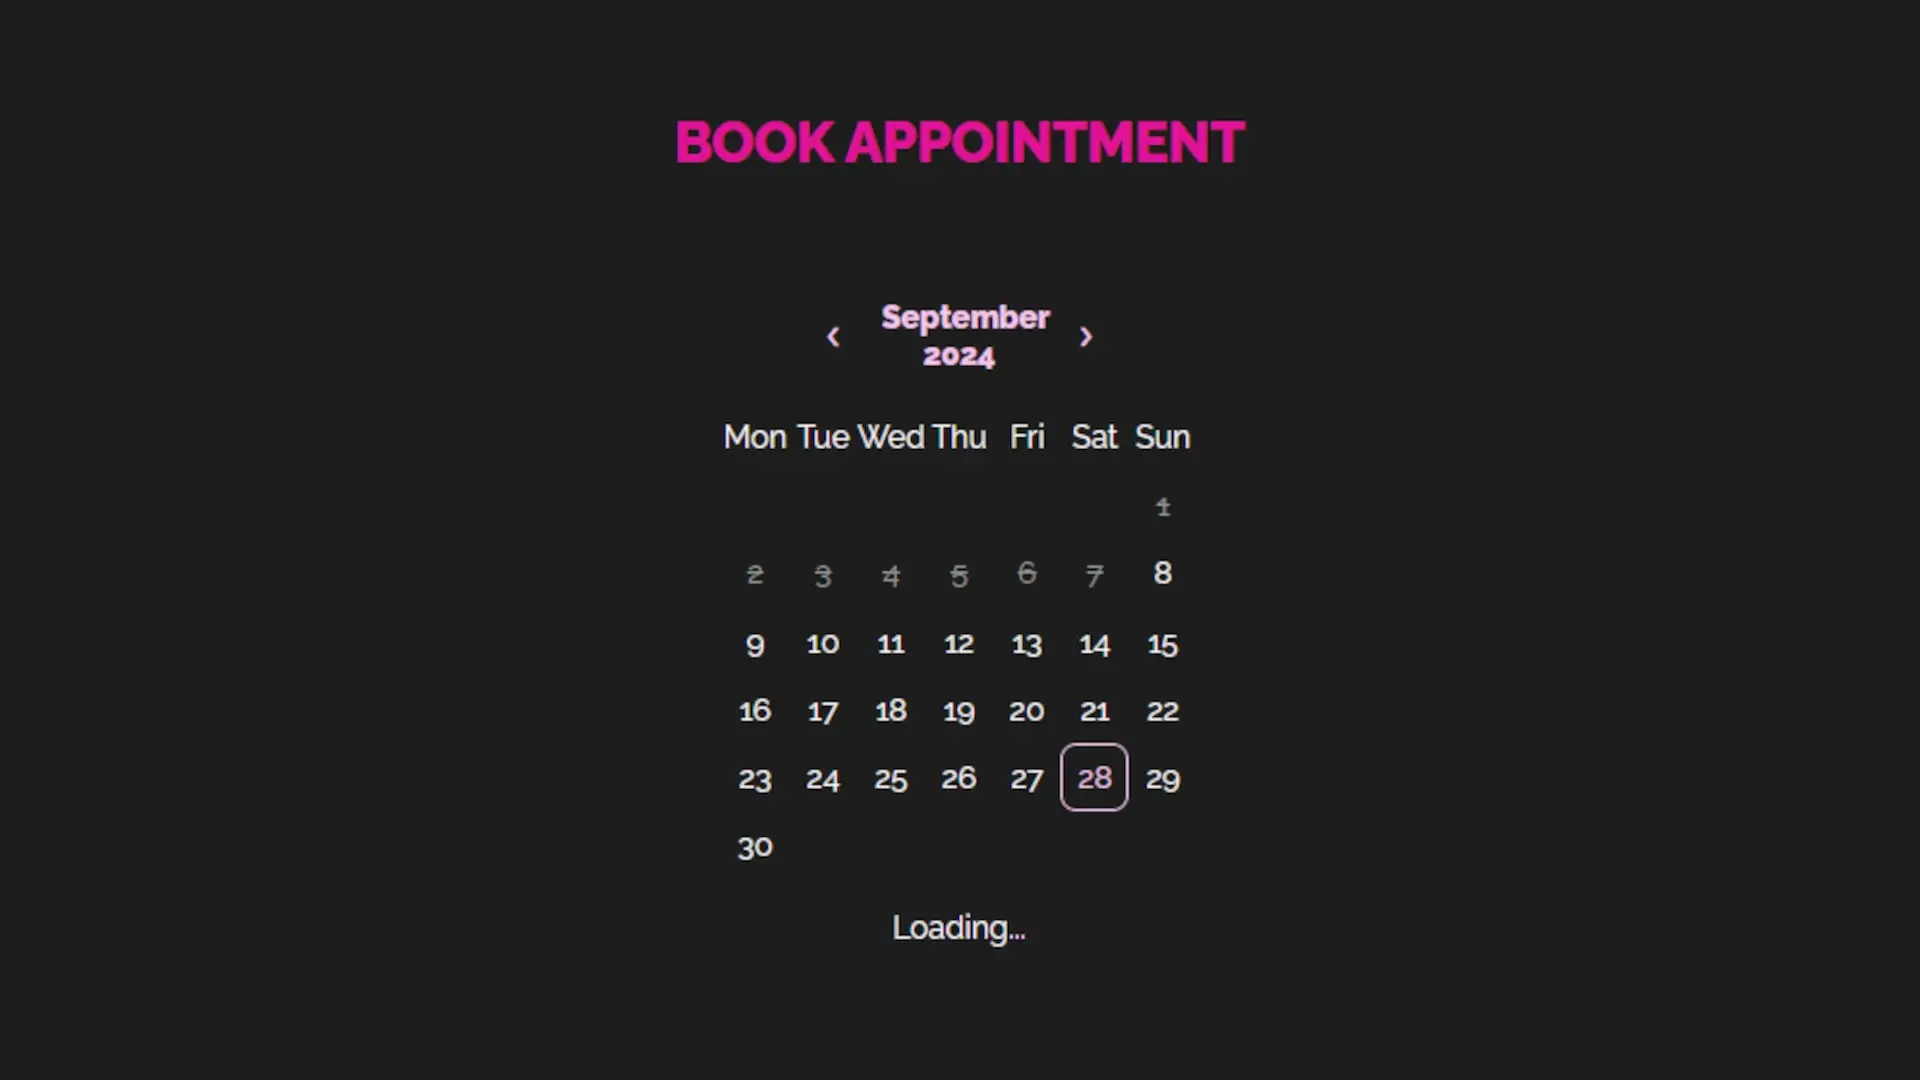 BOOK APPOINTMENT
‹ September ›
2024
Mon Tue Wed Thu Fri Sat Sun
1
2 3 4 5 6 7 8
9 10 11 12 13 14 15
16 17 18 19 20 21 22
23 24 25 26 27 28 29
30
Loading...